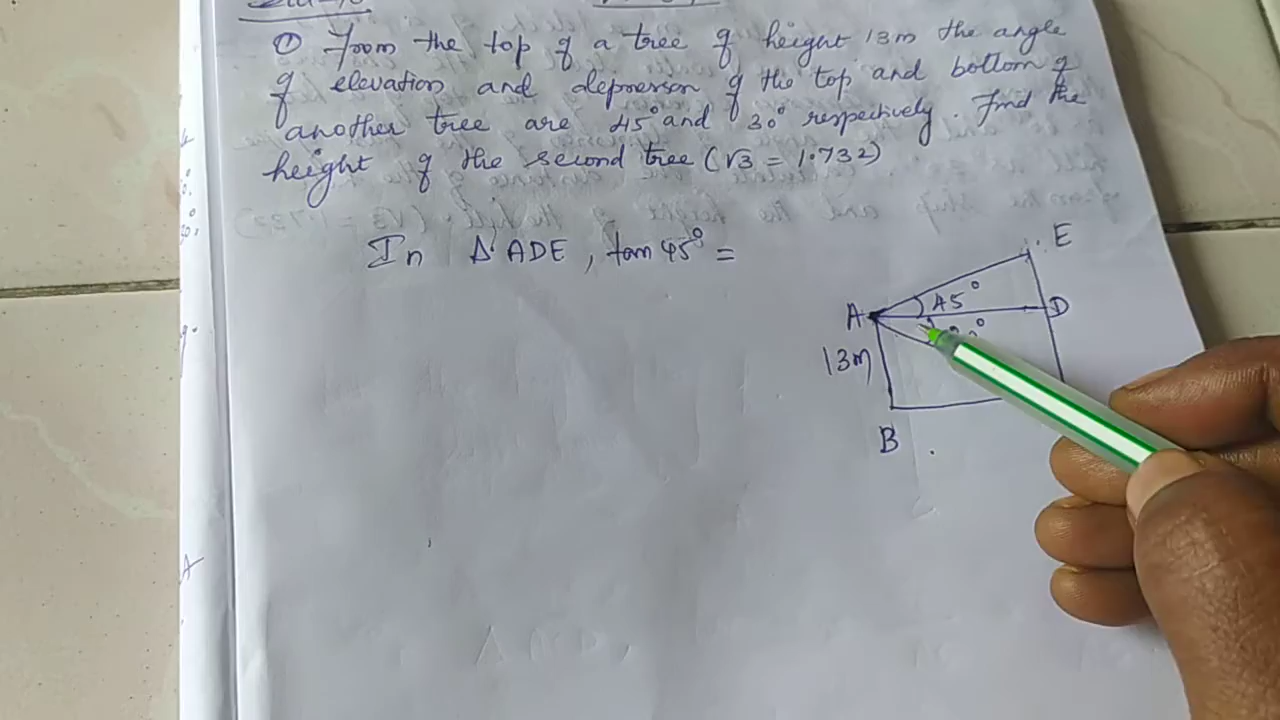 ① From the top of a tree of height 13m the angle
of elevation and depression of the top and bottom of
another tree are 45° and 30° respectively. Find the
height of the second tree (√3 = 1.732)
In Δ ADE, tan 45° =
E
A 45° D
13m
B